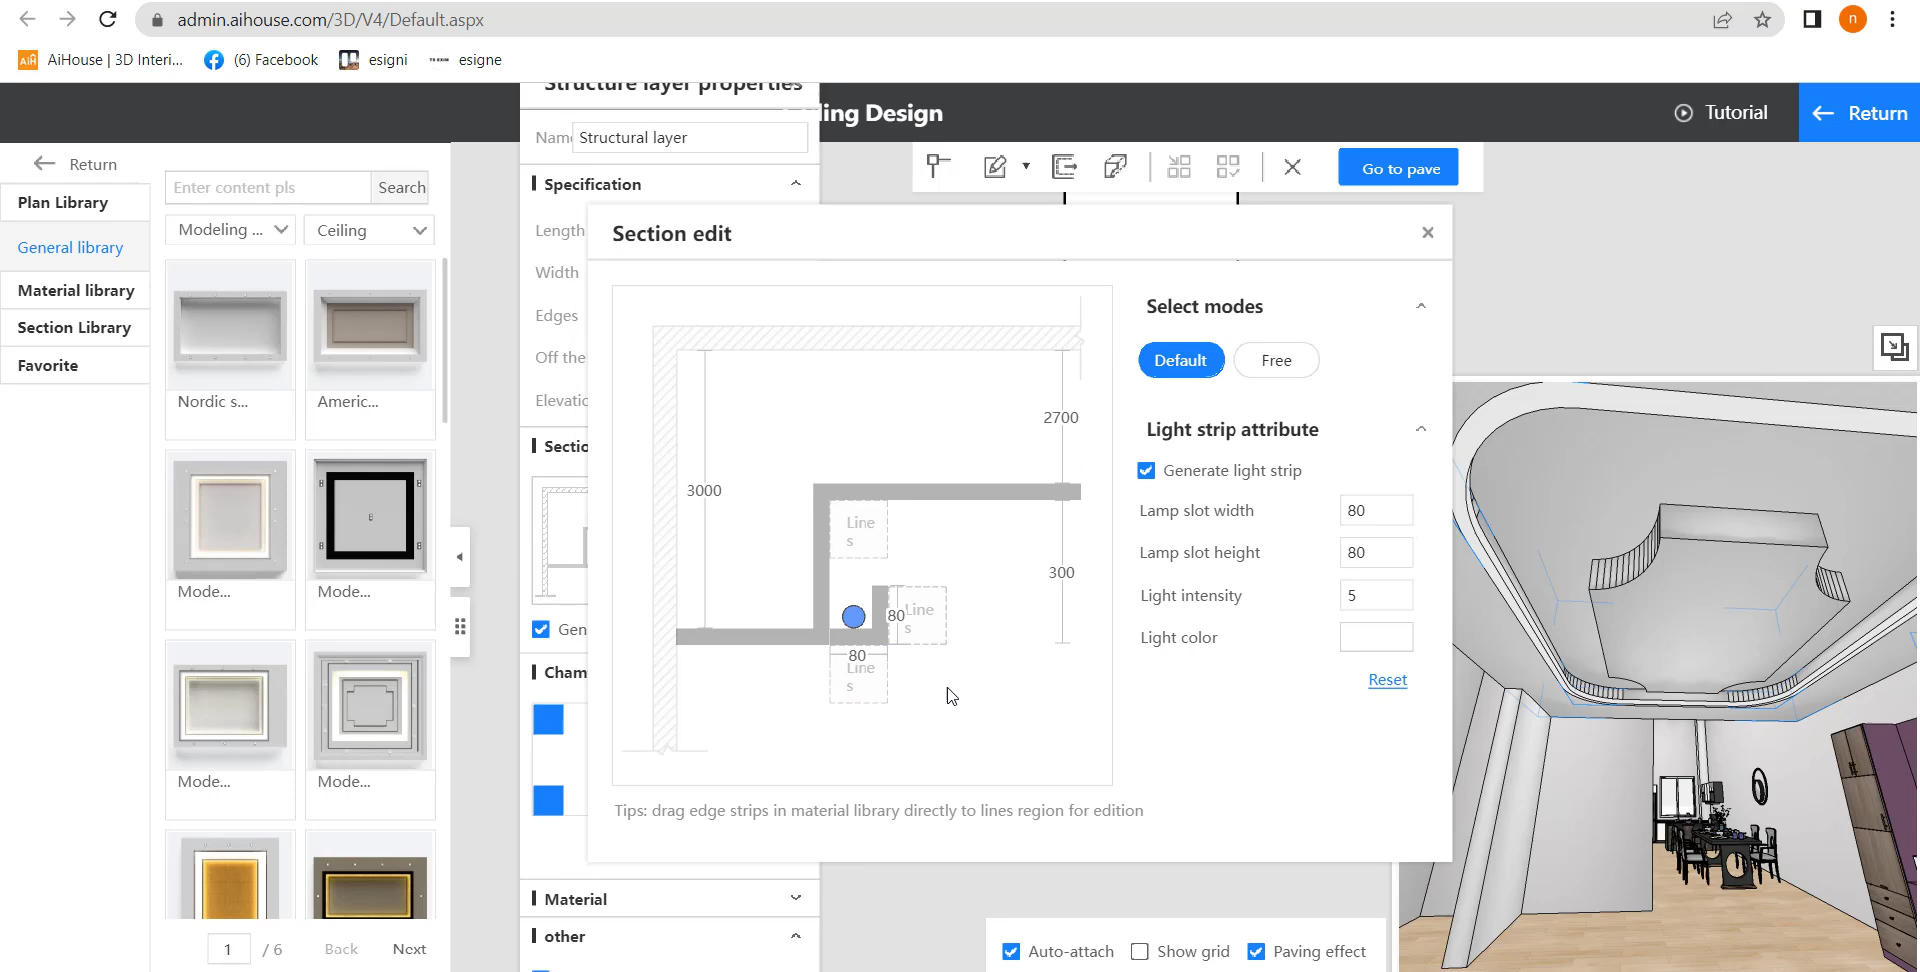 admin.aihouse.com/3D/V4/Default.aspx
n
AiHouse | 3D Interi...
(6) Facebook
esigni
esigne
Structure layer properties
ling Design
Tutorial
Return
Return
Plan Library
General library
Material library
Section Library
Favorite
Enter content pls
Search
Modeling ...
Ceiling
Nordic s...
Americ...
Mode...
Mode...
Mode...
Mode...
1 / 6
Back
Next
Name
Structural layer
Specification
Length
Width
Edges
Off the
Elevatic
Sectio
Gen
Cham
Material
other
Go to pave
Section edit
3000
2700
300
Line
s
80
Line
s
80
Line
s
Tips: drag edge strips in material library directly to lines region for edition
Select modes
Default
Free
Light strip attribute
Generate light strip
Lamp slot width
80
Lamp slot height
80
Light intensity
5
Light color
Reset
Auto-attach
Show grid
Paving effect